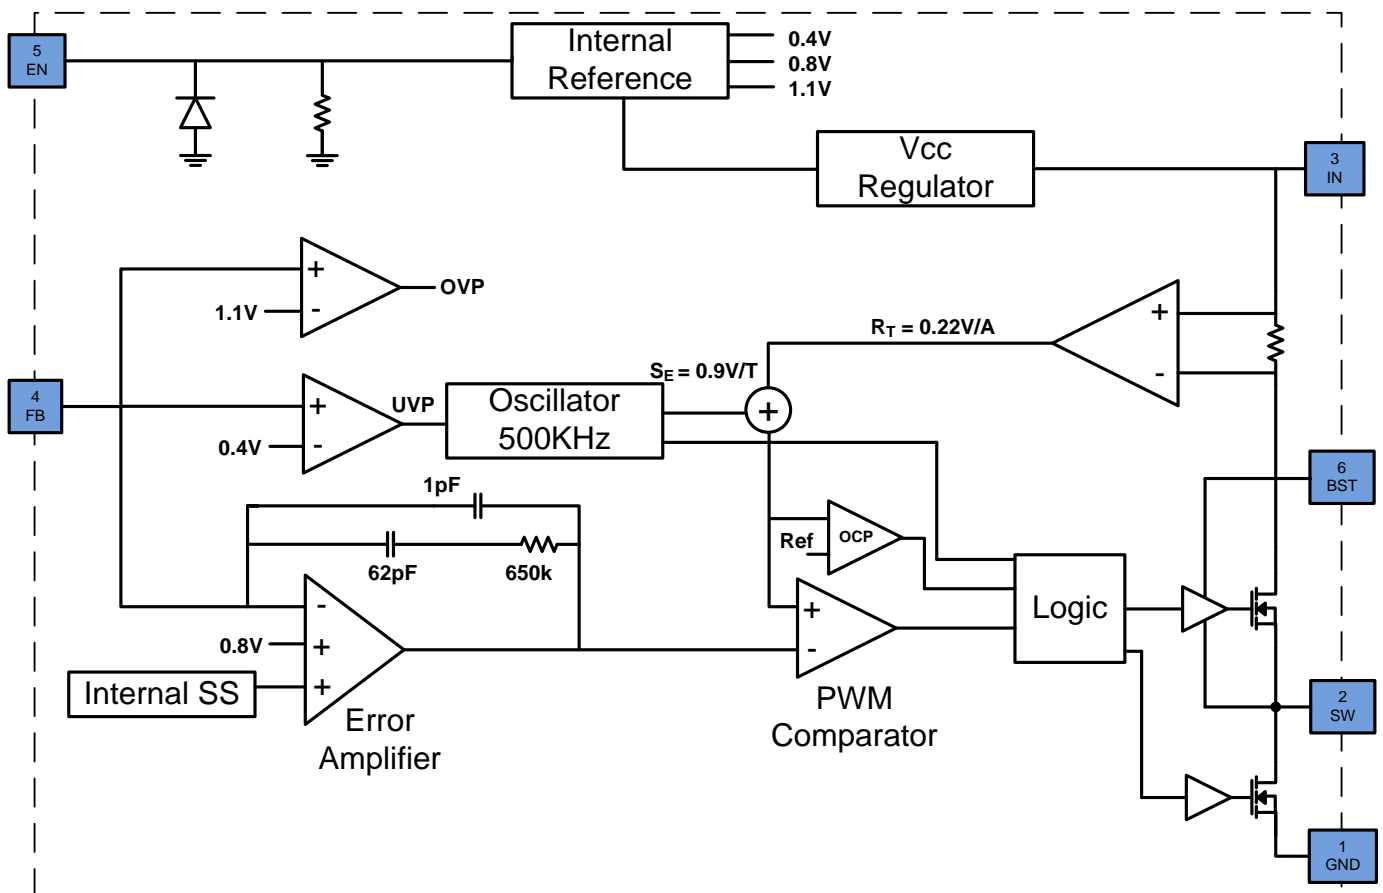 5
EN
Internal
Reference
0.4V
0.8V
1.1V
Vcc
Regulator
3
IN
+
-
1.1V
OVP
RT = 0.22V/A
+
-
SE = 0.9V/T
4
FB
+
-
0.4V
UVP
Oscillator
500KHz
+
6
BST
1pF
62pF
650k
Ref
OCP
-
+
+
0.8V
Internal SS
Error
Amplifier
+
-
PWM
Comparator
Logic
2
SW
1
GND